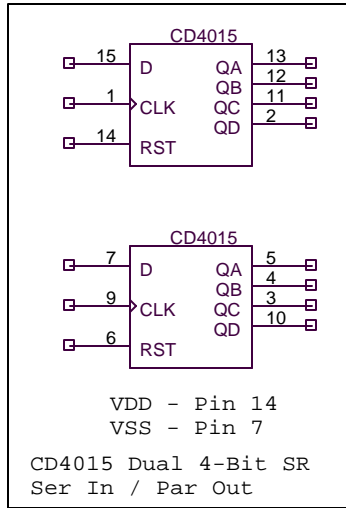 CD4015
15 D QA 13
QB 12
1 CLK QC 11
QD 2
14 RST
CD4015
7 D QA 5
QB 4
9 CLK QC 3
QD 10
6 RST
VDD - Pin 14
VSS - Pin 7
CD4015 Dual 4-Bit SR
Ser In / Par Out